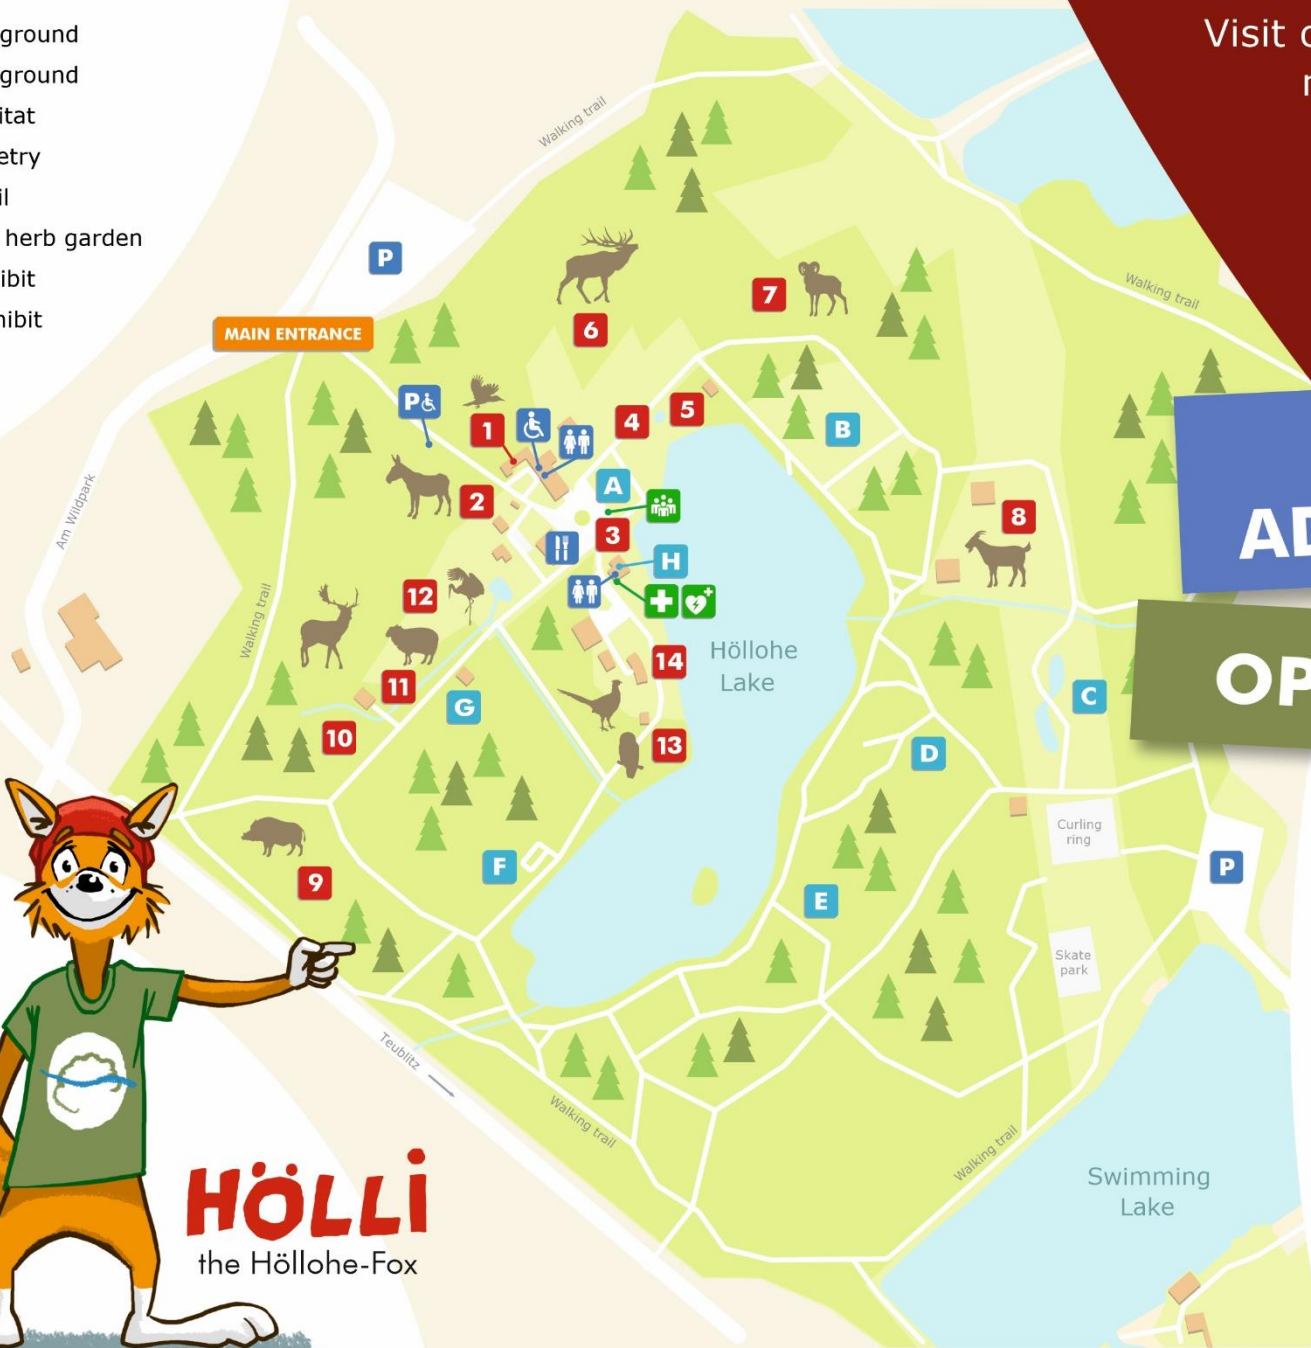 ground
ground
itat
etry
il
herb garden
ibit
hibit
Visit
Walking trail
P
MAIN ENTRANCE
6
7
Walking trail
P
1
4
5
B
2
A
3
8
Am Wildpark
H
12
Walking trail
14
Höllohe
Lake
11
G
C
10
13
D
AD
OP
Curling
ring
F
P
9
E
Skate
park
Teublitz
Walking trail
Walking trail
Swimming
Lake
HÖLLi
the Höllohe-Fox